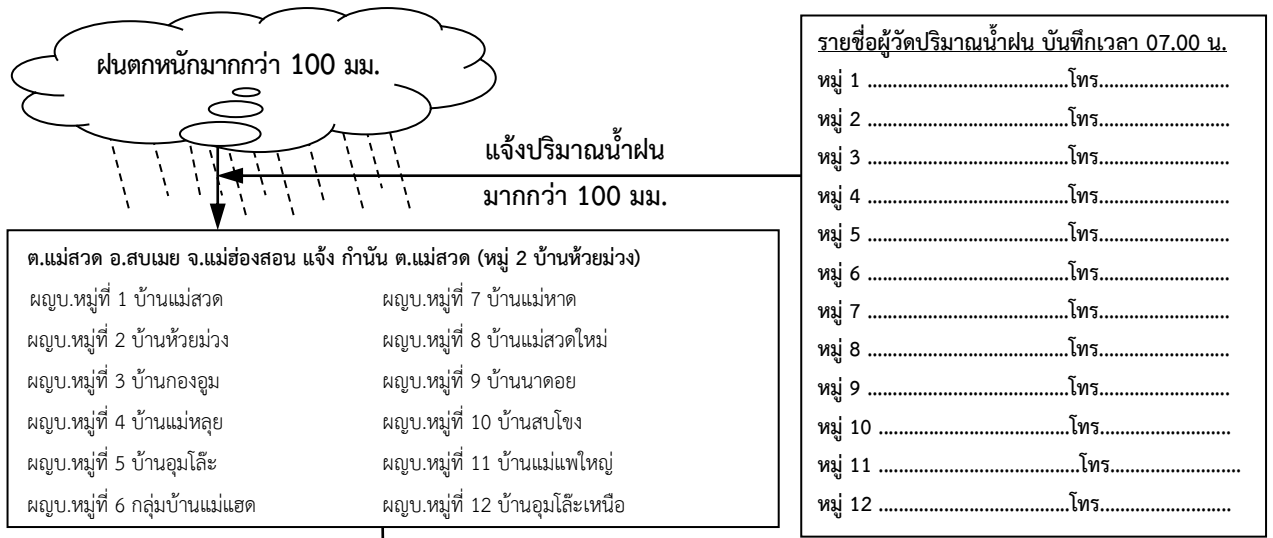 ฝนตกหนักมากกว่า 100 มม.
แจ้งปริมาณน้ำฝน
มากกว่า 100 มม.
รายชื่อผู้วัดปริมาณน้ำฝน บันทึกเวลา 07.00 น.
หมู่ 1 ........................................โทร..........................
หมู่ 2 ........................................โทร..........................
หมู่ 3 ........................................โทร..........................
หมู่ 4 ........................................โทร..........................
หมู่ 5 ........................................โทร..........................
หมู่ 6 ........................................โทร..........................
หมู่ 7 ........................................โทร..........................
หมู่ 8 ........................................โทร..........................
หมู่ 9 ........................................โทร..........................
หมู่ 10 ......................................โทร..........................
หมู่ 11 ........................................โทร..........................
หมู่ 12 ......................................โทร..........................
ต.แม่สวด อ.สบเมย จ.แม่ฮ่องสอน แจ้ง กำนัน ต.แม่สวด (หมู่ 2 บ้านห้วยม่วง)
ผญบ.หมู่ที่ 1 บ้านแม่สวด
ผญบ.หมู่ที่ 2 บ้านห้วยม่วง
ผญบ.หมู่ที่ 3 บ้านกองอูม
ผญบ.หมู่ที่ 4 บ้านแม่หลุย
ผญบ.หมู่ที่ 5 บ้านอุมโล๊ะ
ผญบ.หมู่ที่ 6 กลุ่มบ้านแม่แฮด
ผญบ.หมู่ที่ 7 บ้านแม่หาด
ผญบ.หมู่ที่ 8 บ้านแม่สวดใหม่
ผญบ.หมู่ที่ 9 บ้านนาดอย
ผญบ.หมู่ที่ 10 บ้านสบโขง
ผญบ.หมู่ที่ 11 บ้านแม่แพใหญ่
ผญบ.หมู่ที่ 12 บ้านอุมโล๊ะเหนือ